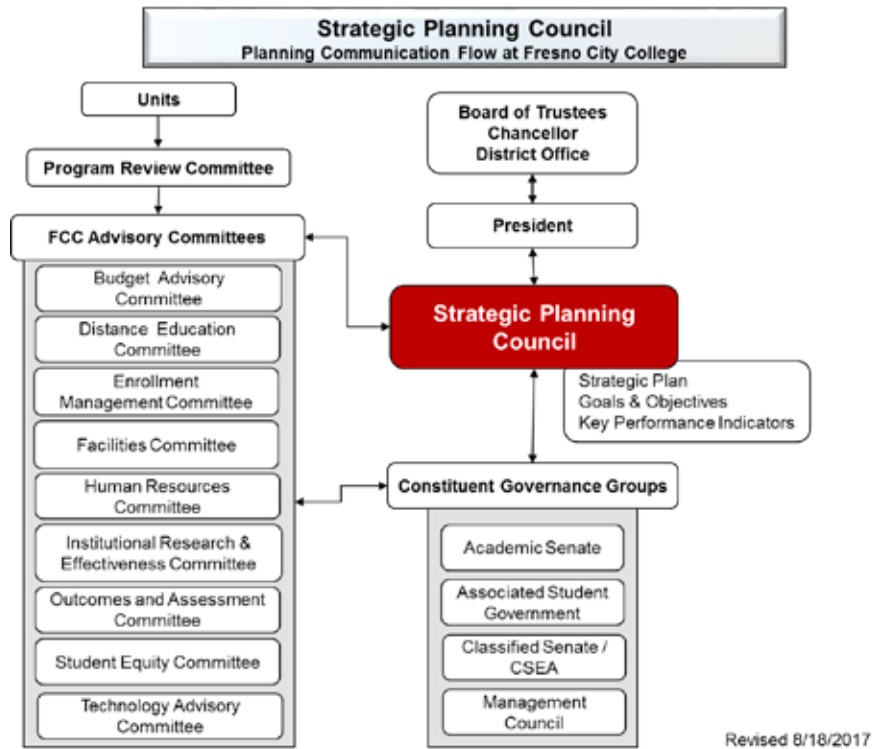 Strategic Planning Council
Planning Communication Flow at Fresno City College
Units
Program Review Committee
FCC Advisory Committees
Budget Advisory
Committee
Distance Education
Committee
Enrollment
Management Committee
Facilities Committee
Human Resources
Committee
Institutional Research &
Effectiveness Committee
Outcomes and Assessment
Committee
Student Equity Committee
Technology Advisory
Committee
Board of Trustees
Chancellor
District Office
President
Strategic Planning
Council
Strategic Plan
Goals & Objectives
Key Performance Indicators
Constituent Governance Groups
Academic Senate
Associated Student
Government
Classified Senate /
CSEA
Management
Council
Revised 8/18/2017